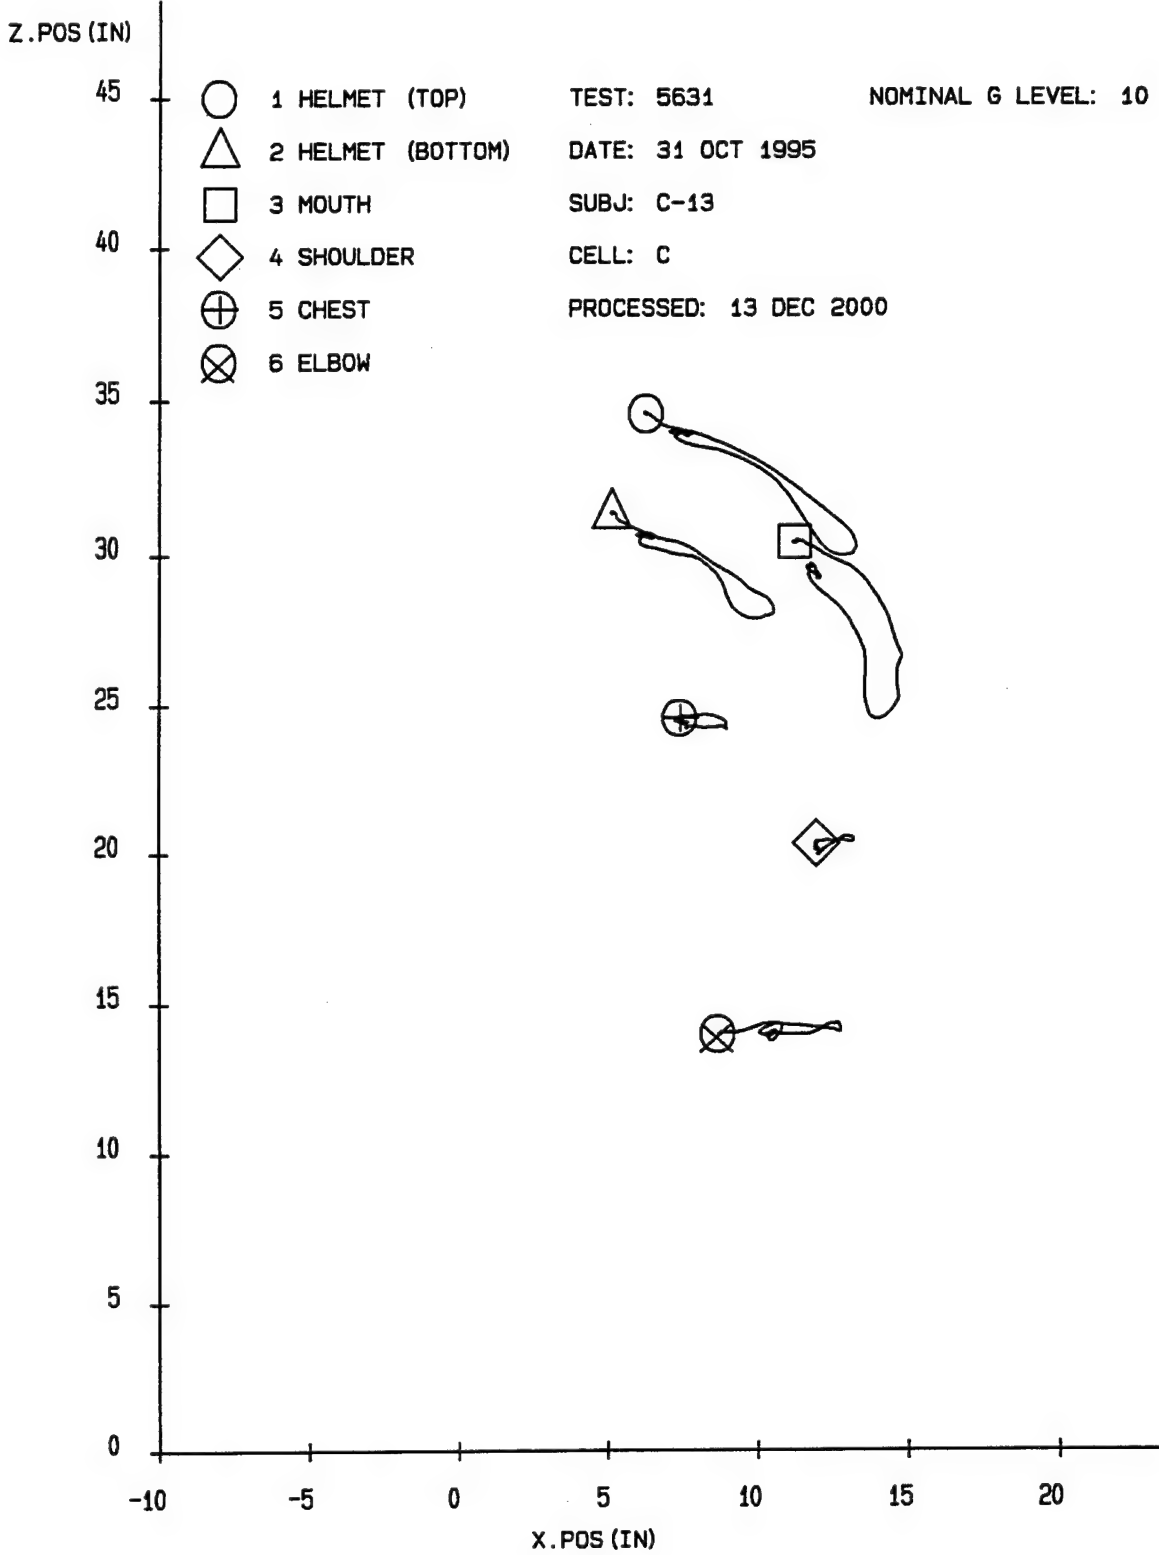 Z.POS(IN)
45
1 HELMET (TOP) TEST: 5631 NOMINAL G LEVEL: 10
2 HELMET (BOTTOM) DATE: 31 OCT 1995
3 MOUTH SUBJ: C-13
40
4 SHOULDER CELL: C
5 CHEST PROCESSED: 13 DEC 2000
6 ELBOW
35
30
25
20
15
10
5
0
-10 -5 0 5 10 15 20
X.POS(IN)